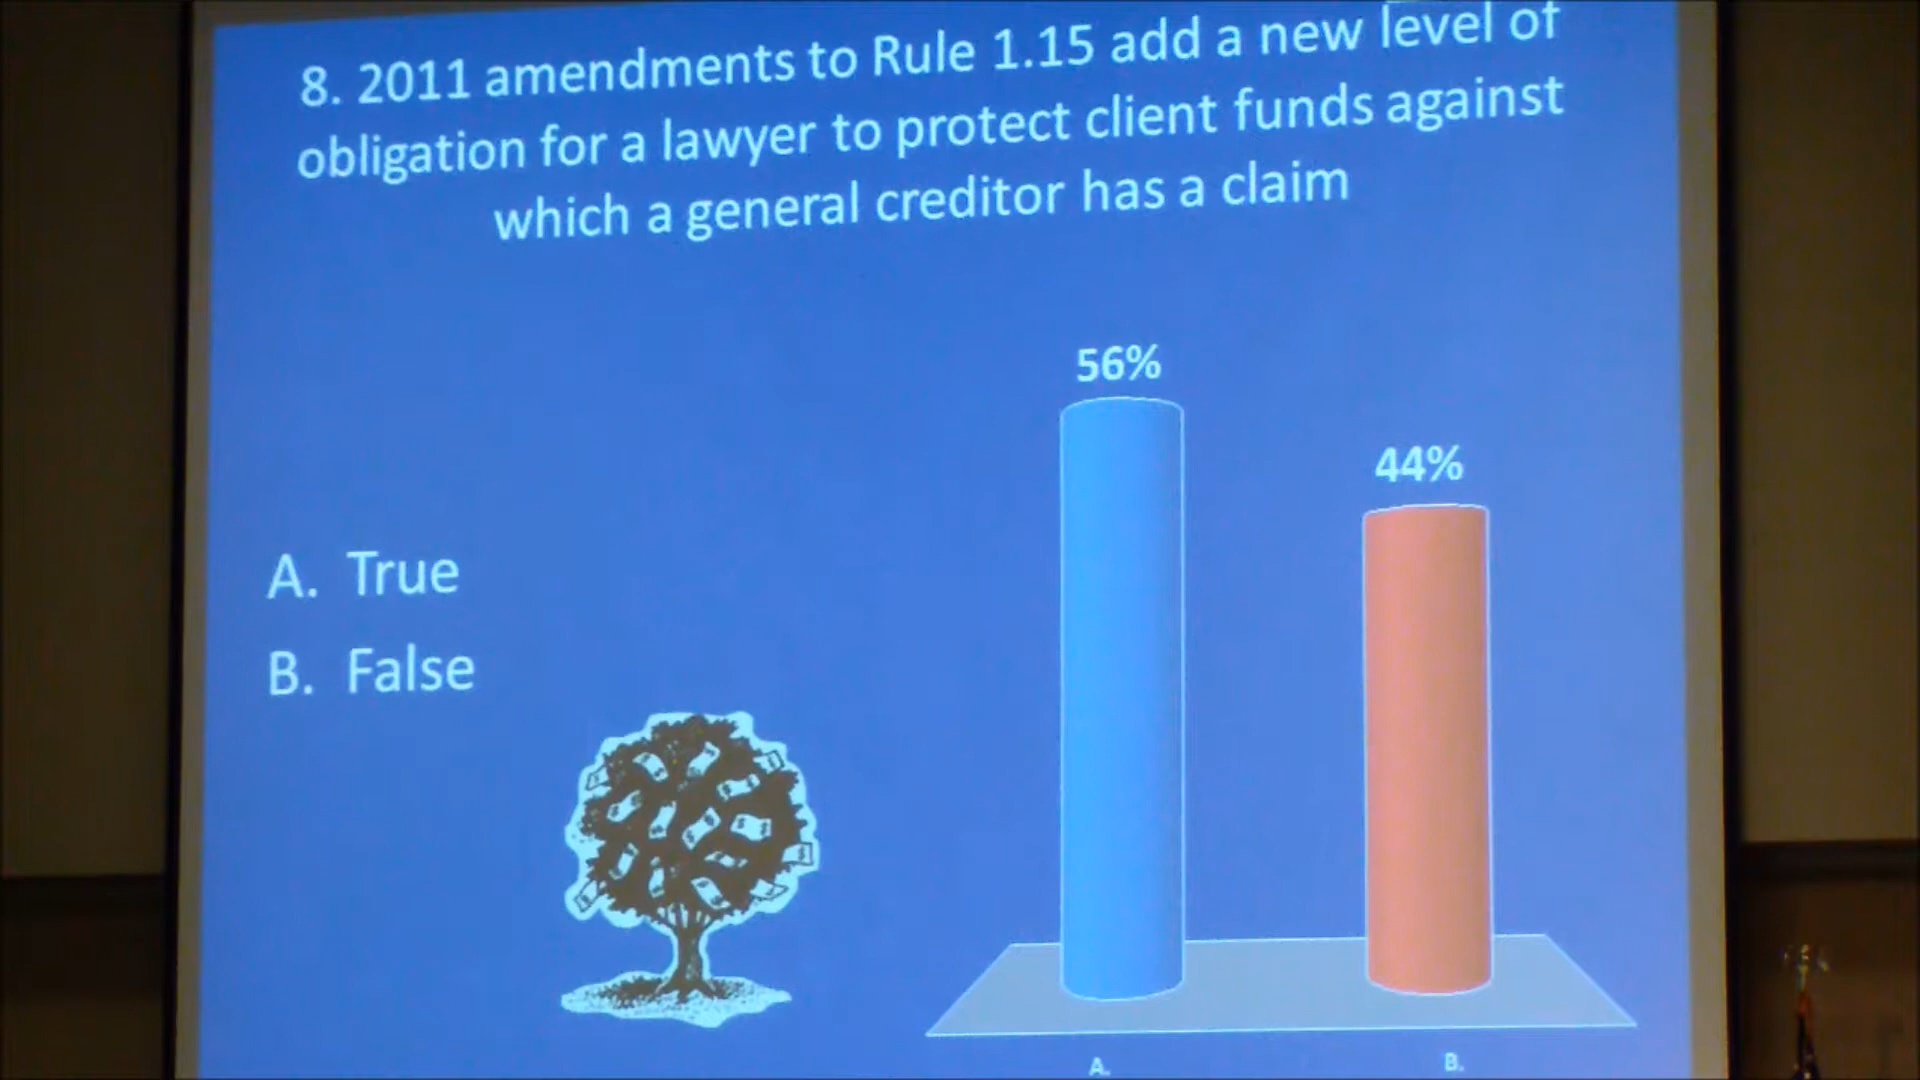 8. 2011 amendments to Rule 1.15 add a new level of
obligation for a lawyer to protect client funds against
which a general creditor has a claim
56%
44%
A. True
B. False
A.
B.